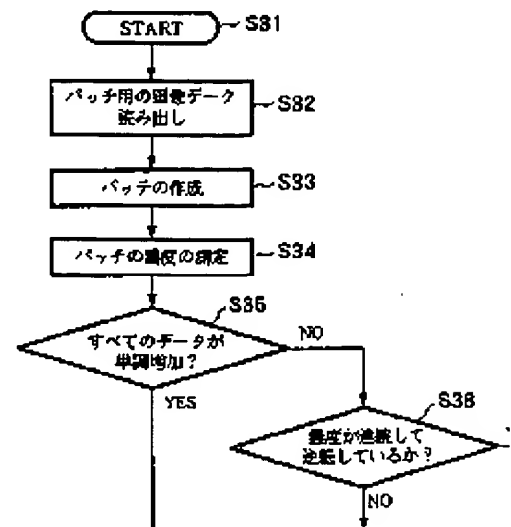 START
S31
パッチ用の画像データ
読み出し
S32
パッチの作成
S33
パッチの濃度の測定
S34
S35
すべてのデータが
単調増加?
NO
YES
S38
濃度が連続して
逆転しているか?
NO